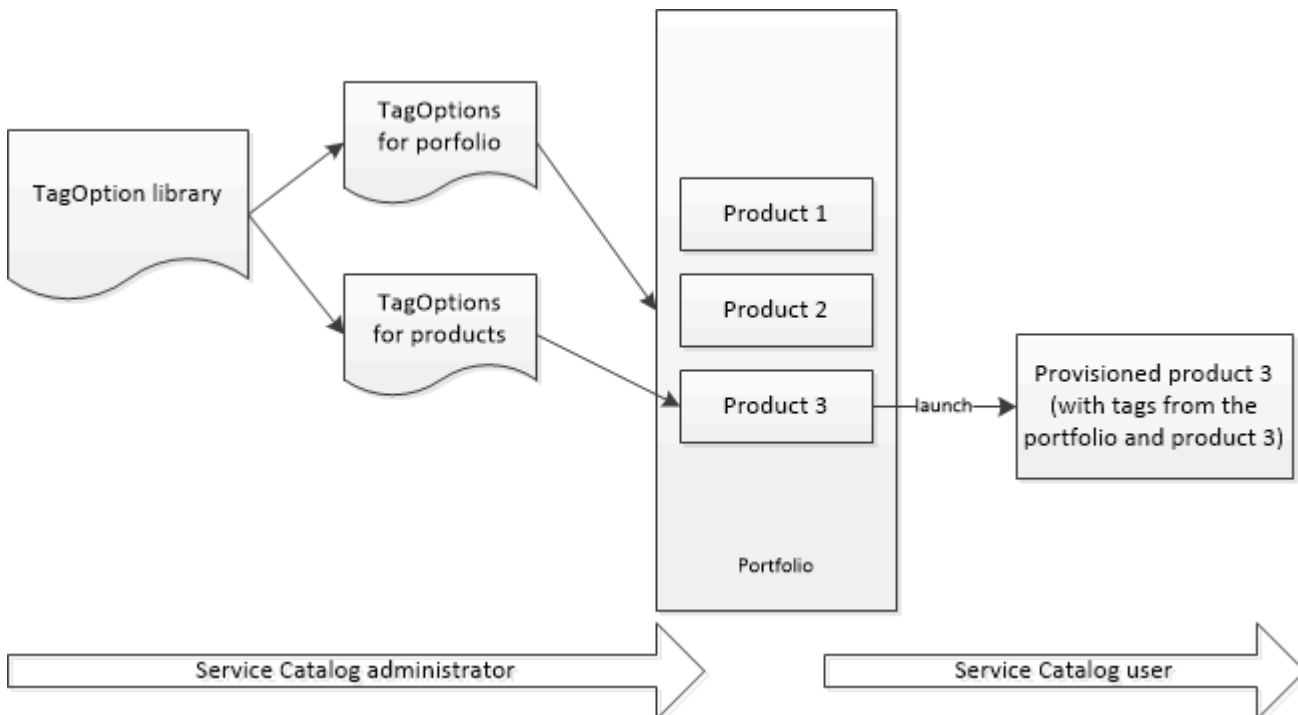 TagOption library
TagOptions
for porfolio
TagOptions
for products
Product 1
Product 2
Product 3
Portfolio
launch
Provisioned product 3
(with tags from the
portfolio and product 3)
Service Catalog administrator
Service Catalog user